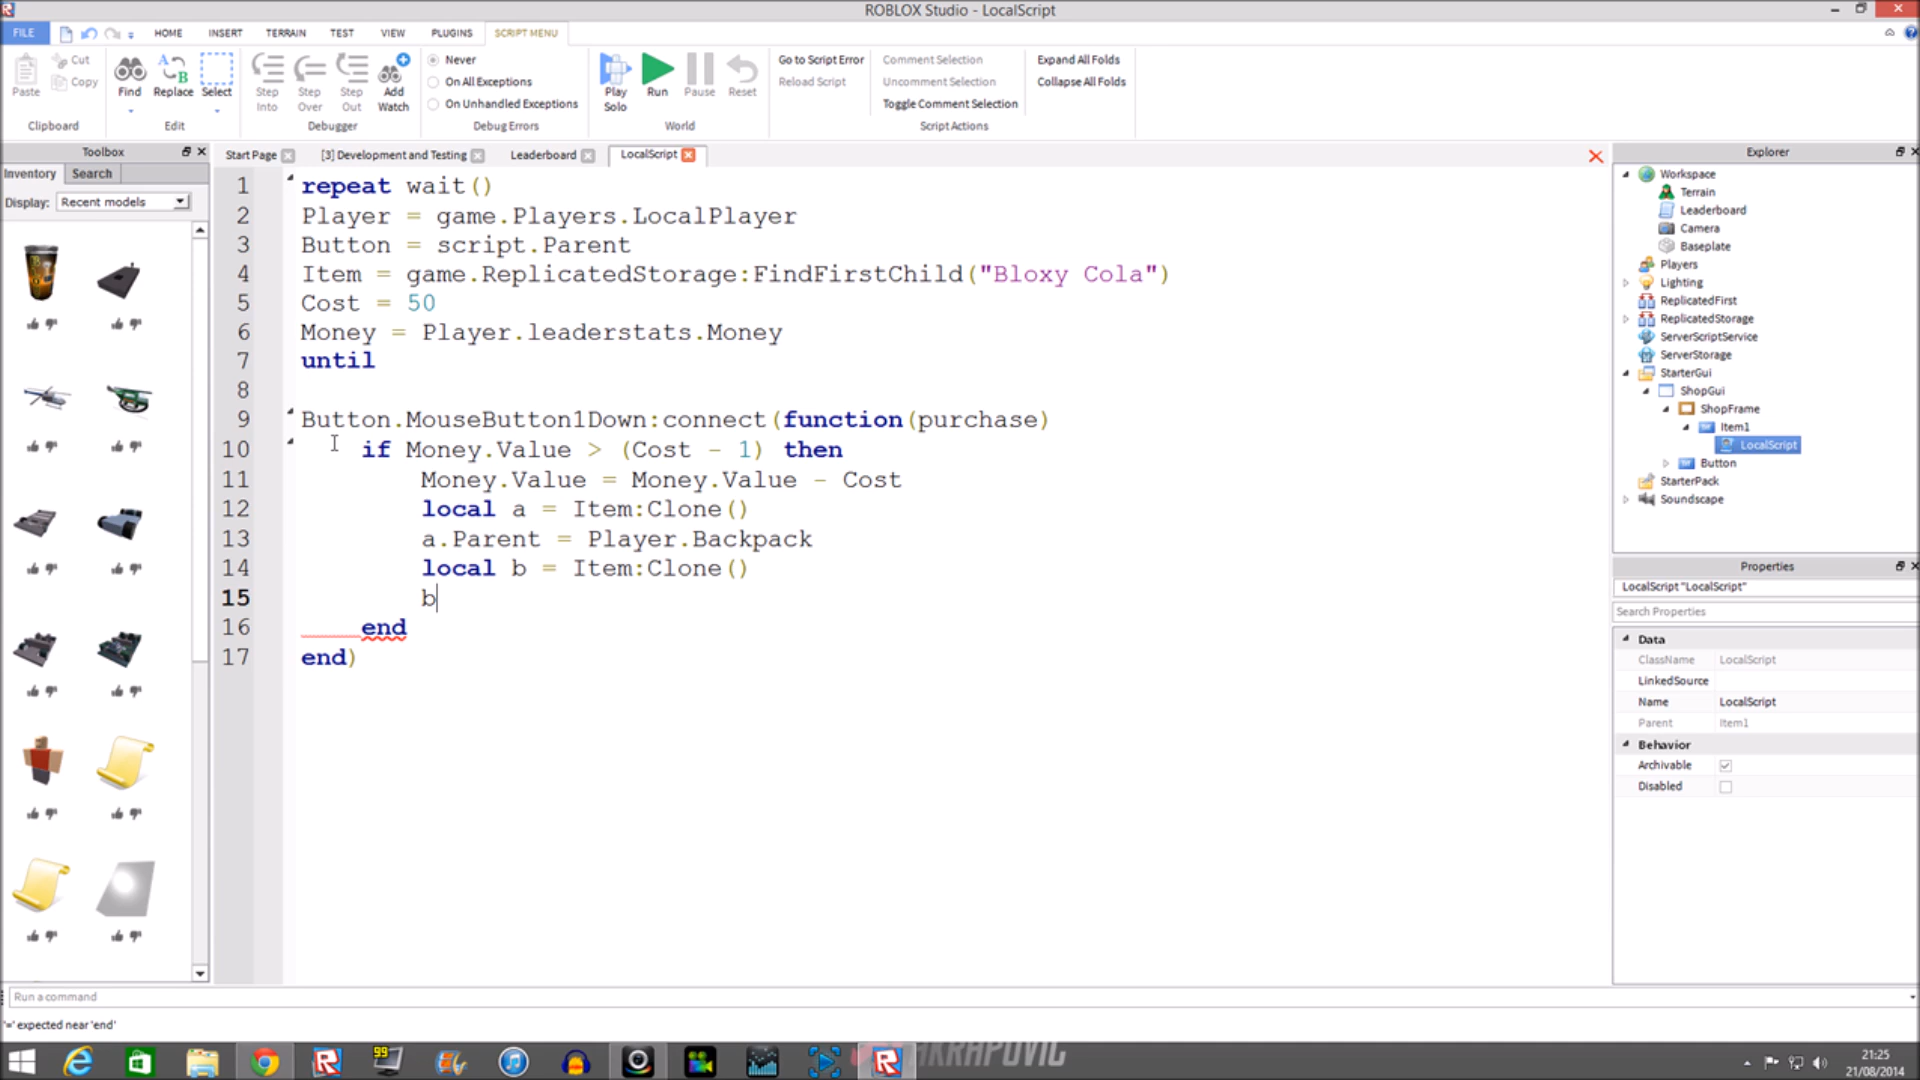 ROBLOX Studio - LocalScript
FILE HOME INSERT TERRAIN TEST VIEW PLUGINS SCRIPT MENU
Paste
Cut
Copy
Clipboard
Find
Replace
Select
Edit
Step Into
Step Over
Step Out
Add Watch
Debugger
Never
On All Exceptions
On Unhandled Exceptions
Debug Errors
Play Solo
Run
Pause
Reset
World
Go to Script Error
Reload Script
Comment Selection
Uncomment Selection
Toggle Comment Selection
Expand All Folds
Collapse All Folds
Script Actions
Toolbox
Inventory Search
Display: Recent models
Start Page [3] Development and Testing Leaderboard LocalScript
1 repeat wait()
2 Player = game.Players.LocalPlayer
3 Button = script.Parent
4 Item = game.ReplicatedStorage:FindFirstChild("Bloxy Cola")
5 Cost = 50
6 Money = Player.leaderstats.Money
7 until
8
9 Button.MouseButton1Down:connect(function(purchase)
10 if Money.Value > (Cost - 1) then
11 Money.Value = Money.Value - Cost
12 local a = Item:Clone()
13 a.Parent = Player.Backpack
14 local b = Item:Clone()
15 b
16 end
17 end)
Explorer
Workspace
Terrain
Leaderboard
Camera
Baseplate
Players
Lighting
ReplicatedFirst
ReplicatedStorage
ServerScriptService
ServerStorage
StarterGui
ShopGui
ShopFrame
Item1
LocalScript
Button
StarterPack
Soundscape
Properties
LocalScript "LocalScript"
Search Properties
Data
ClassName LocalScript
LinkedSource
Name LocalScript
Parent Item1
Behavior
Archivable
Disabled
Run a command
'=' expected near 'end'
99
AKRAPOVIC
21:25
21/08/2014